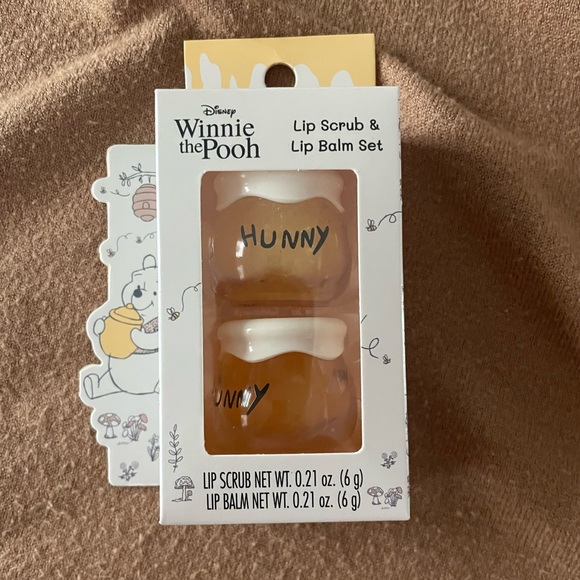 Disney
Winnie
the Pooh
Lip Scrub &
Lip Balm Set
HUNNY
UNNY
LIP SCRUB NET WT. 0.21 oz. (6 g)
LIP BALM NET WT. 0.21 oz. (6 g)